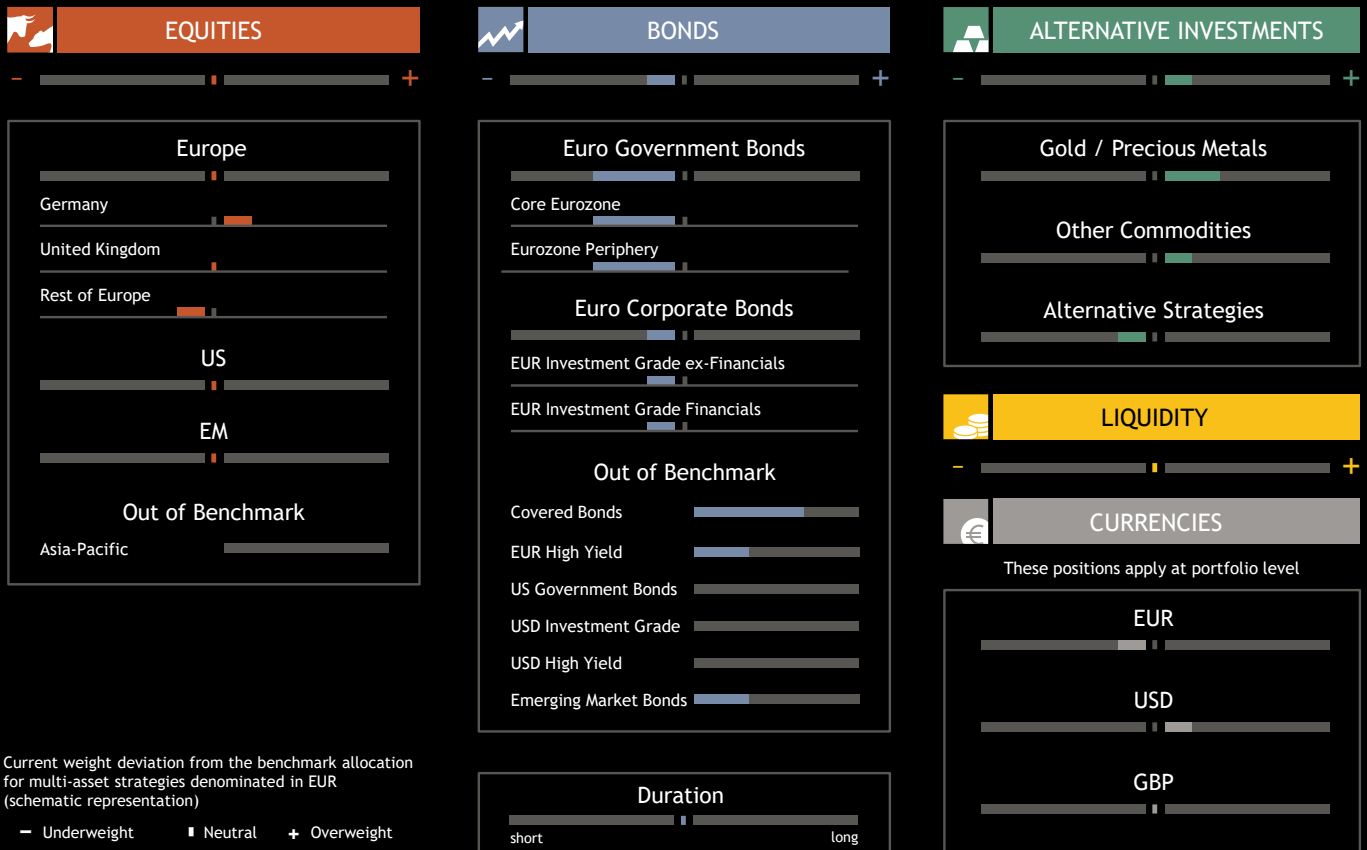 EQUITIES
−
+
Europe
Germany
United Kingdom
Rest of Europe
US
EM
Out of Benchmark
Asia-Pacific
Current weight deviation from the benchmark allocation
for multi-asset strategies denominated in EUR
(schematic representation)
− Underweight
Neutral
+ Overweight
BONDS
−
+
Euro Government Bonds
Core Eurozone
Eurozone Periphery
Euro Corporate Bonds
EUR Investment Grade ex-Financials
EUR Investment Grade Financials
Out of Benchmark
Covered Bonds
EUR High Yield
US Government Bonds
USD Investment Grade
USD High Yield
Emerging Market Bonds
Duration
short
long
ALTERNATIVE INVESTMENTS
−
+
Gold / Precious Metals
Other Commodities
Alternative Strategies
LIQUIDITY
−
+
€
CURRENCIES
These positions apply at portfolio level
EUR
USD
GBP